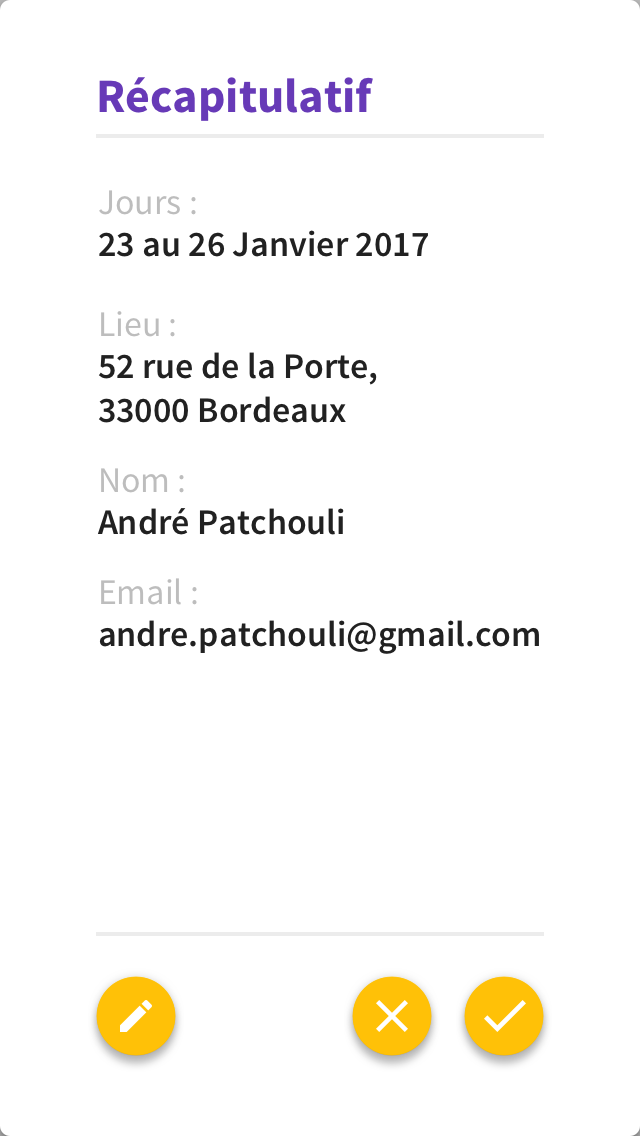 Récapitulatif
Jours :
23 au 26 Janvier 2017
Lieu :
52 rue de la Porte,
33000 Bordeaux
Nom :
André Patchouli
Email :
andre.patchouli@gmail.com